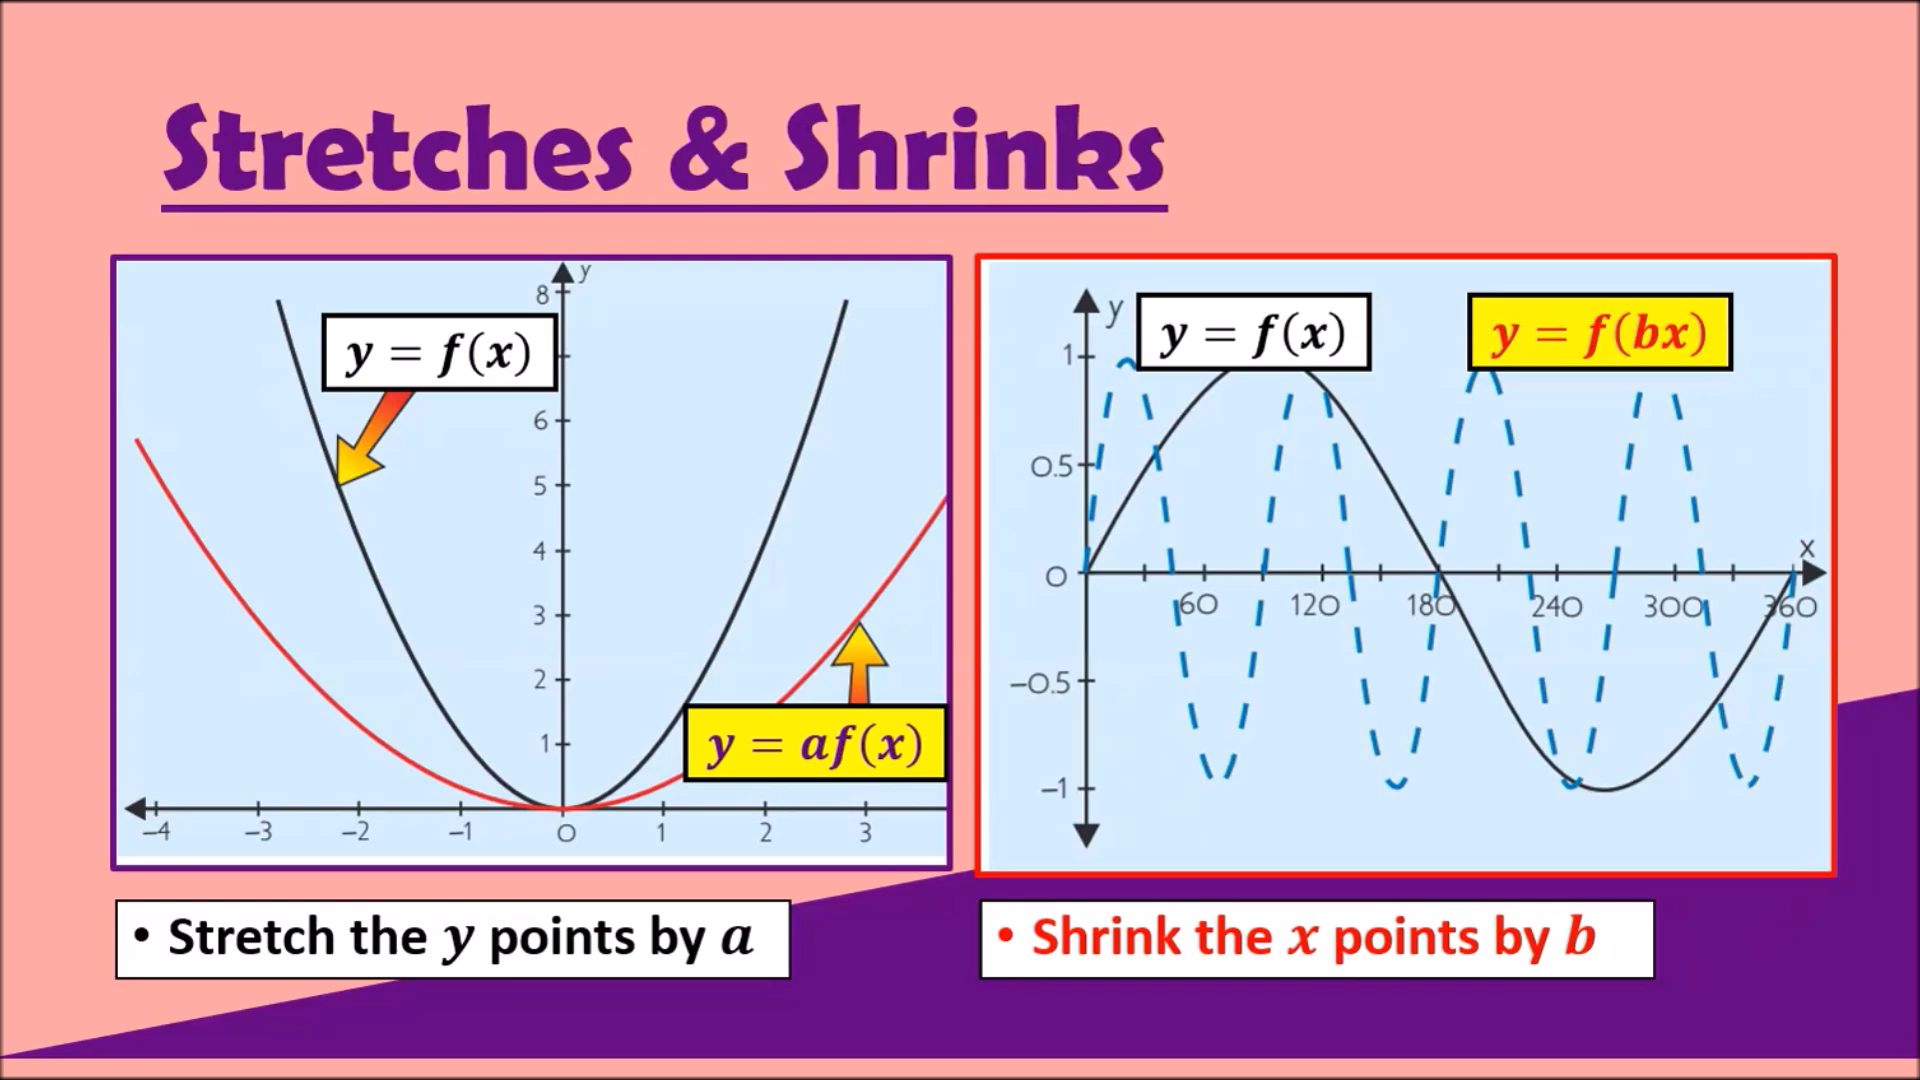 Stretches & Shrinks
y
8
y = f(x)
6
5
4
3
2
1
y = af(x)
–4 –3 –2 –1 0 1 2 3
y
y = f(x)
y = f(bx)
1
0.5
x
0
60 120 180 240 300 360
–0.5
–1
• Stretch the y points by a
• Shrink the x points by b